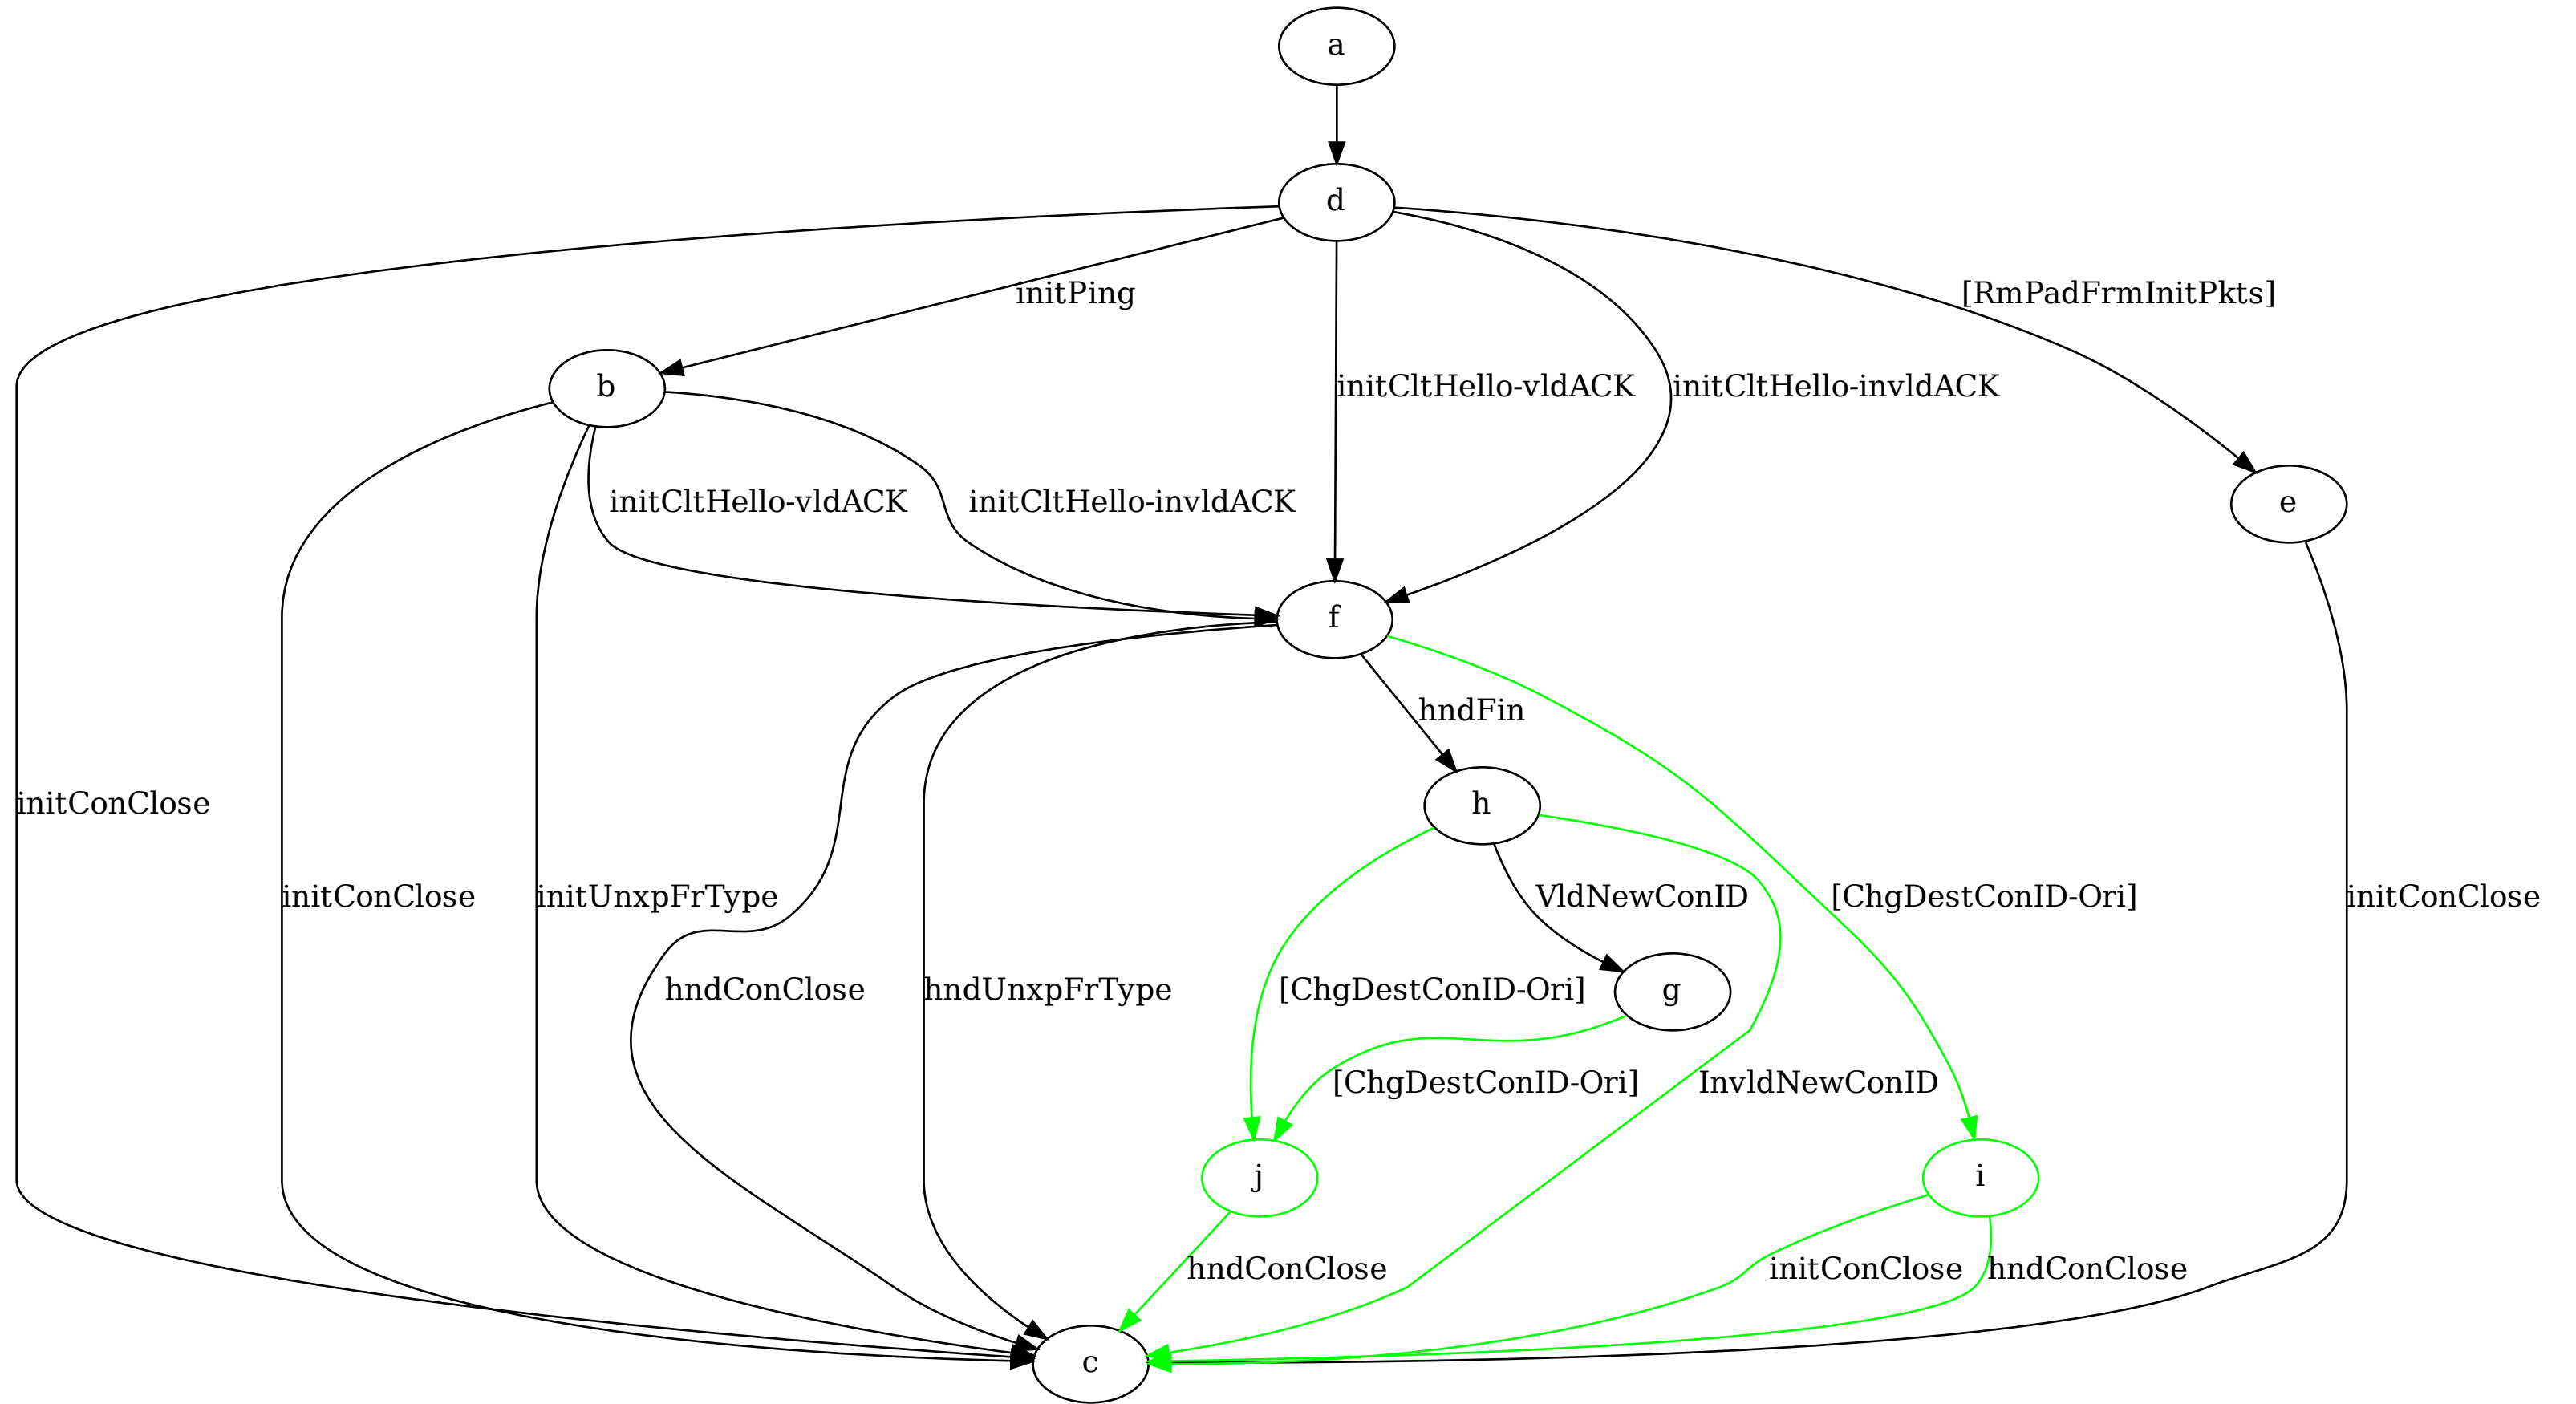 a
d
initPing
[RmPadFrmInitPkts]
b
initCltHello-vldACK
initCltHello-invldACK
initCltHello-vldACK
initCltHello-invldACK
e
f
hndFin
initConClose
h
initConClose
initUnxpFrType
VldNewConID
[ChgDestConID-Ori]
initConClose
hndConClose
hndUnxpFrType
[ChgDestConID-Ori]
g
[ChgDestConID-Ori]
InvldNewConID
j
i
hndConClose
initConClose
hndConClose
c